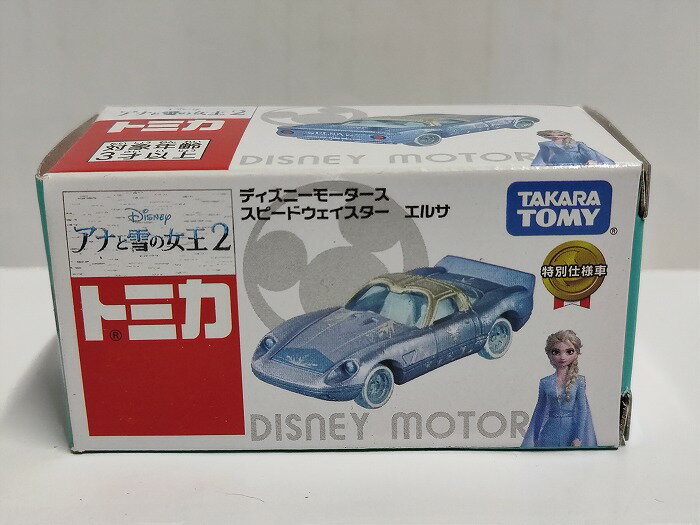 アナと雪の女王2
トミカ
対象年齢
3才以上
DISNEY MOTOR
Disney
アナと雪の女王2
ディズニーモータース
スピードウェイスター エルサ
TAKARA
TOMY
®
特別仕様車
トミカ
®
DISNEY MOTOR